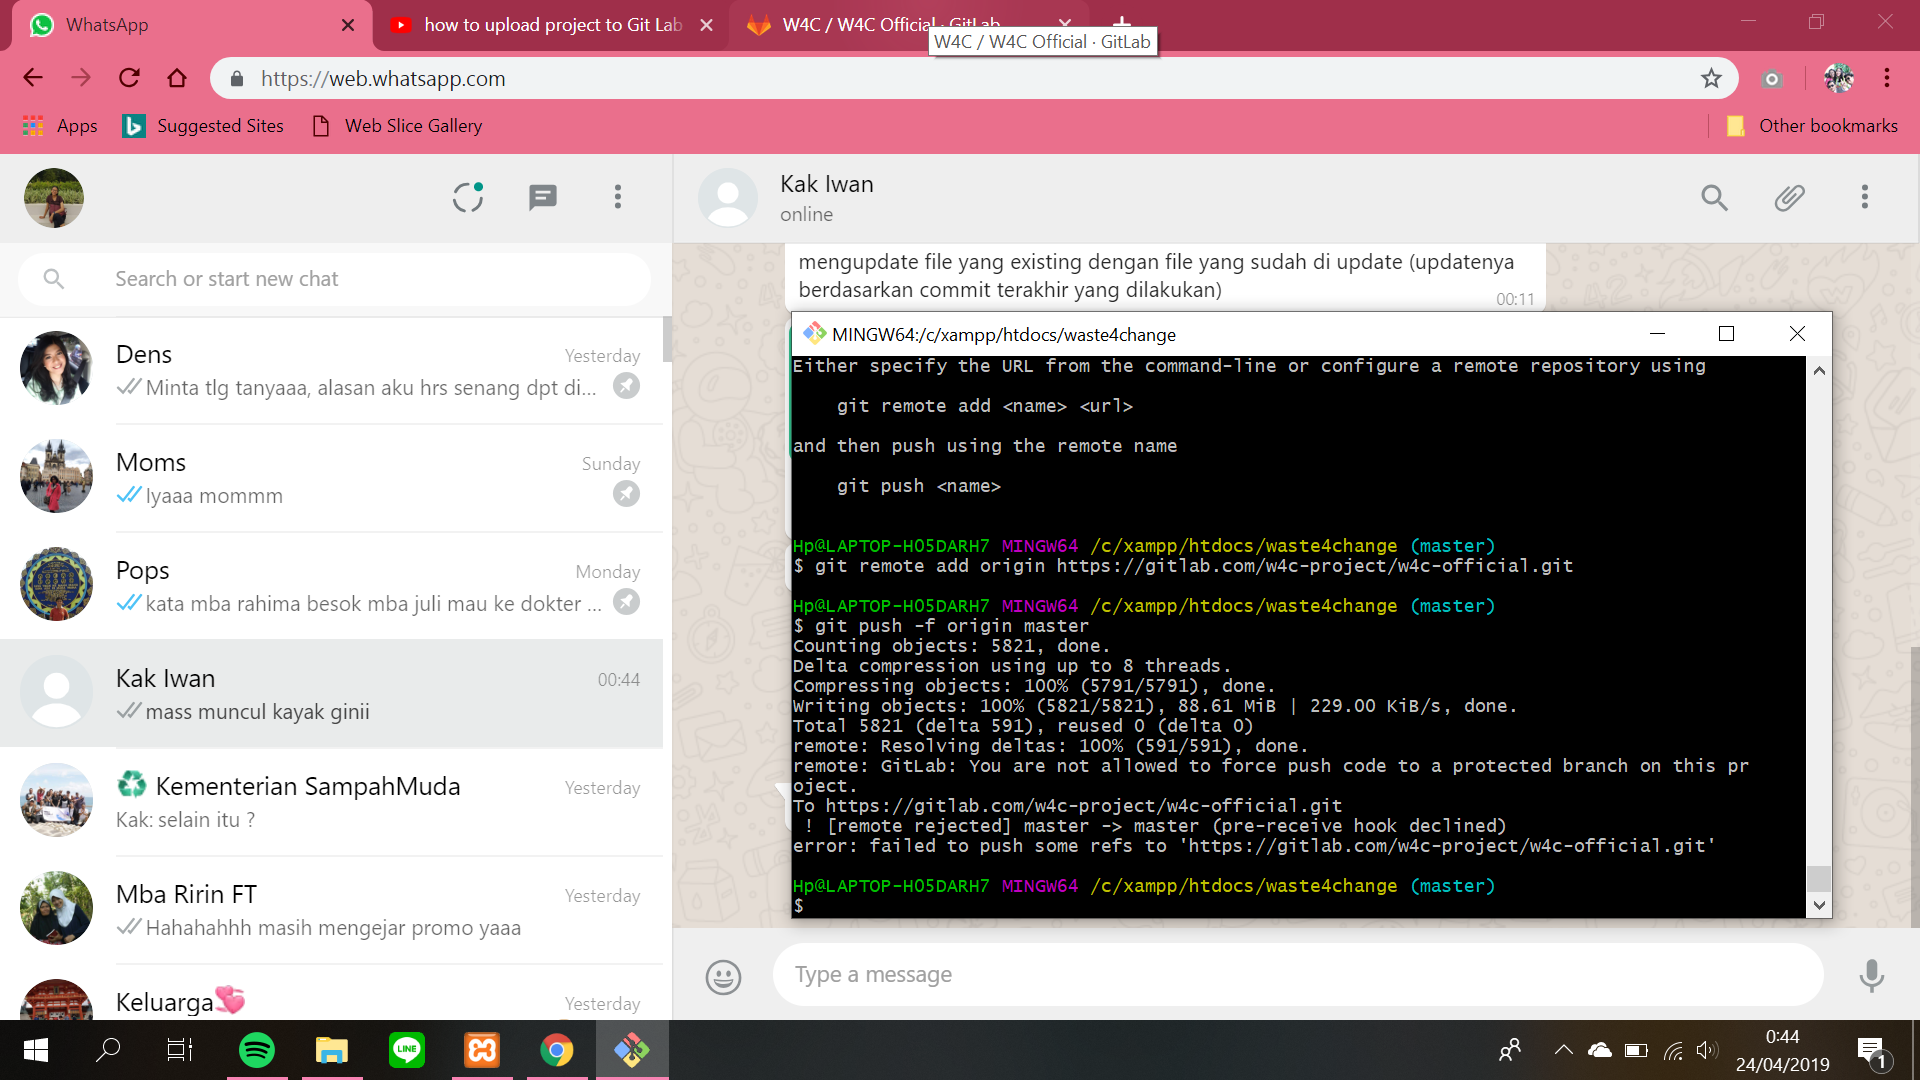 WhatsApp
how to upload project to Git Lab
W4C / W4C Official · GitLab
W4C / W4C Official · GitLab
https://web.whatsapp.com
Apps
Suggested Sites
Web Slice Gallery
Other bookmarks
Kak Iwan
online
Search or start new chat
mengupdate file yang existing dengan file yang sudah di update (updatenya
berdasarkan commit terakhir yang dilakukan)
00:11
Dens
Yesterday
Minta tlg tanyaaa, alasan aku hrs senang dpt di...
Moms
Sunday
Iyaaa mommm
Pops
Monday
kata mba rahima besok mba juli mau ke dokter ...
Kak Iwan
00:44
mass muncul kayak ginii
♻ Kementerian SampahMuda
Yesterday
Kak: selain itu ?
Mba Ririn FT
Yesterday
Hahahahhh masih mengejar promo yaaa
Keluarga💞
Yesterday
MINGW64:/c/xampp/htdocs/waste4change
Either specify the URL from the command-line or configure a remote repository using
git remote add <name> <url>
and then push using the remote name
git push <name>
Hp@LAPTOP-H05DARH7 MINGW64 /c/xampp/htdocs/waste4change (master)
$ git remote add origin https://gitlab.com/w4c-project/w4c-official.git
Hp@LAPTOP-H05DARH7 MINGW64 /c/xampp/htdocs/waste4change (master)
$ git push -f origin master
Counting objects: 5821, done.
Delta compression using up to 8 threads.
Compressing objects: 100% (5791/5791), done.
Writing objects: 100% (5821/5821), 88.61 MiB | 229.00 KiB/s, done.
Total 5821 (delta 591), reused 0 (delta 0)
remote: Resolving deltas: 100% (591/591), done.
remote: GitLab: You are not allowed to force push code to a protected branch on this pr
oject.
To https://gitlab.com/w4c-project/w4c-official.git
! [remote rejected] master -> master (pre-receive hook declined)
error: failed to push some refs to 'https://gitlab.com/w4c-project/w4c-official.git'
Hp@LAPTOP-H05DARH7 MINGW64 /c/xampp/htdocs/waste4change (master)
$
Type a message
LINE
0:44
24/04/2019
1